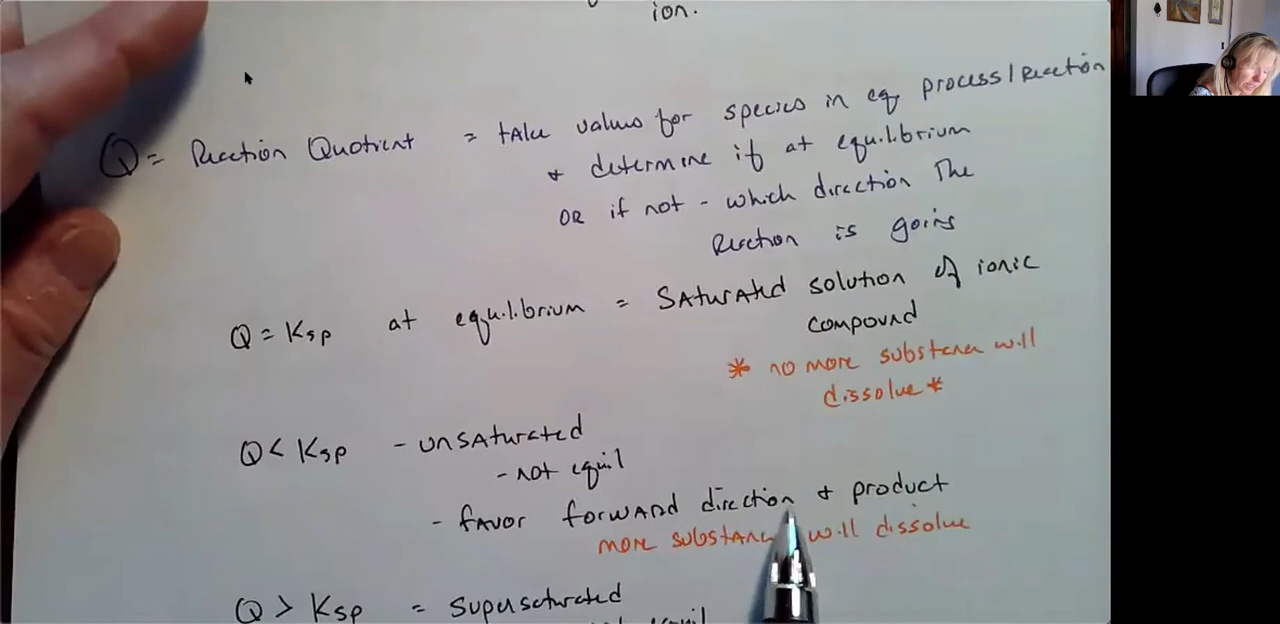 ion.
Q = Reaction Quotient = take values for species in eq process/Reaction
+ determine if at equilibrium
OR if not - which direction The
Reaction is going
Q = Ksp at equilibrium = Saturated solution of ionic
compound
* no more substance will
dissolve *
Q < Ksp - unsaturated
- not equil
- favor forward direction + product
more substance will dissolve
Q > Ksp = supersaturated
equil